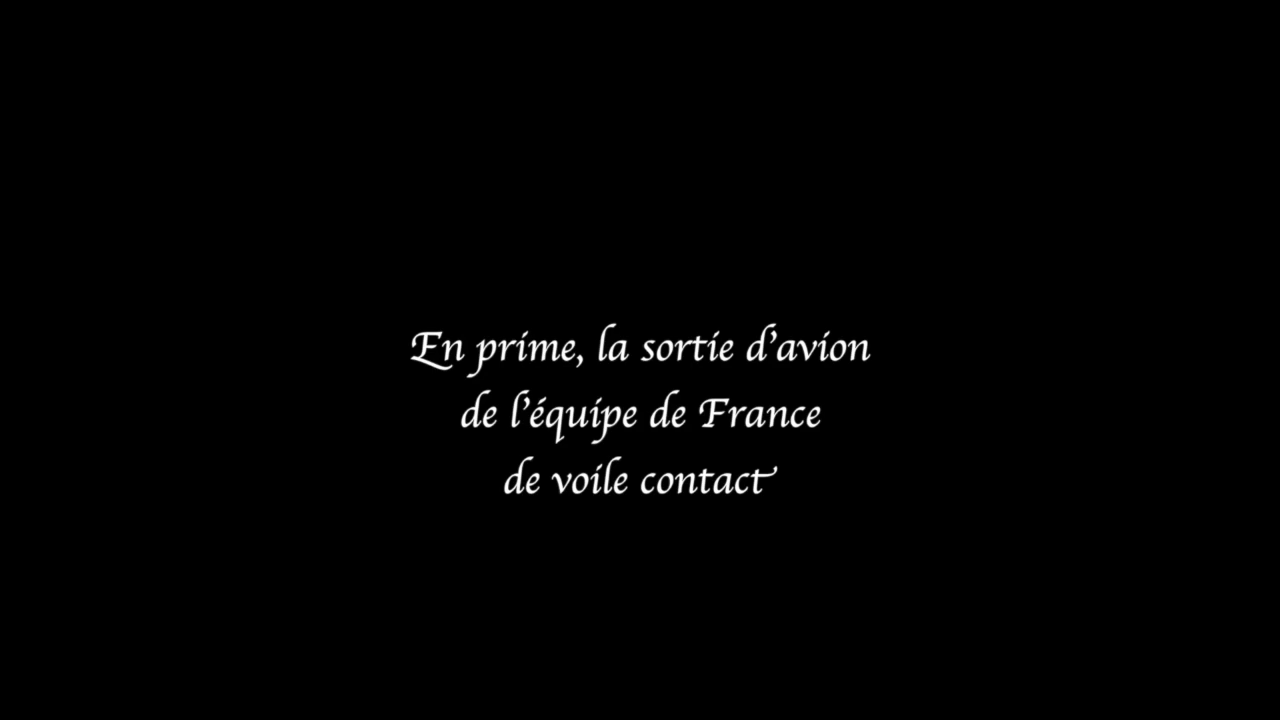 En prime, la sortie d'avion
de l'équipe de France
de voile contact